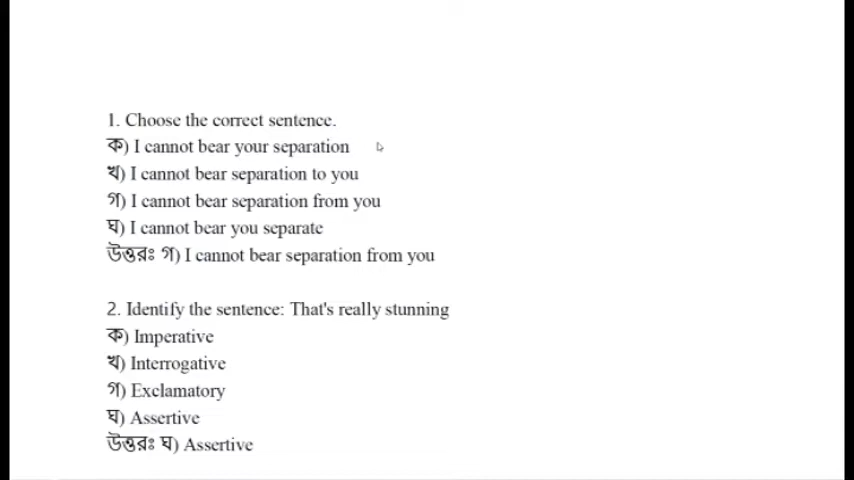 1. Choose the correct sentence.
ক) I cannot bear your separation
খ) I cannot bear separation to you
গ) I cannot bear separation from you
ঘ) I cannot bear you separate
উত্তরঃ গ) I cannot bear separation from you
2. Identify the sentence: That's really stunning
ক) Imperative
খ) Interrogative
গ) Exclamatory
ঘ) Assertive
উত্তরঃ ঘ) Assertive